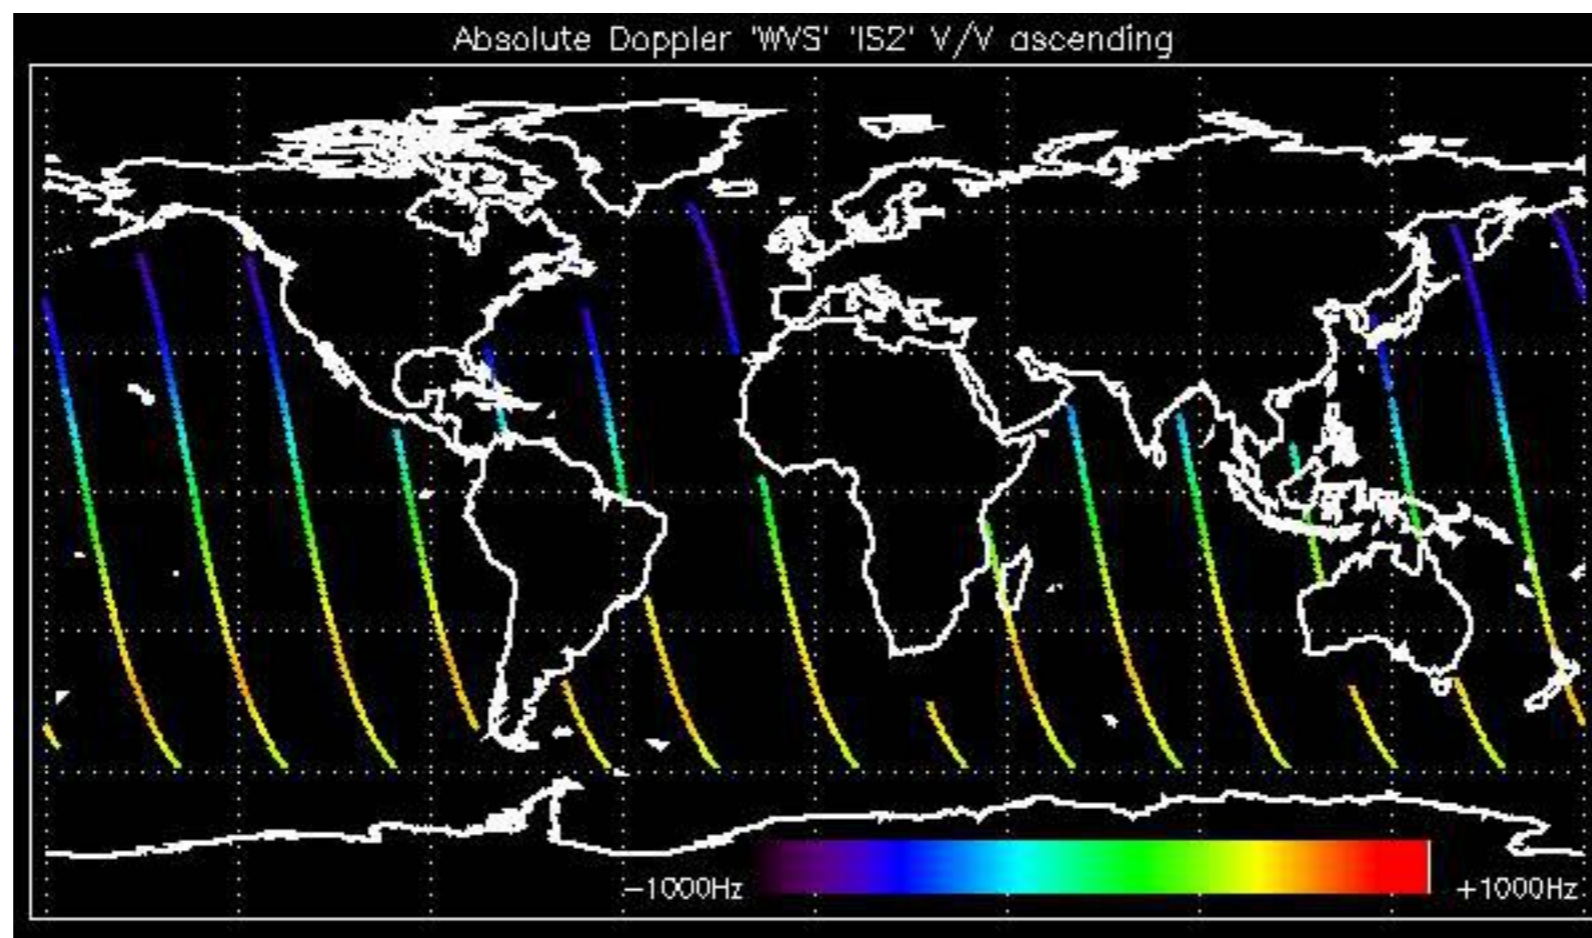 Absolute Doppler 'WVS' 'IS2' V/V ascending
-1000Hz +1000Hz